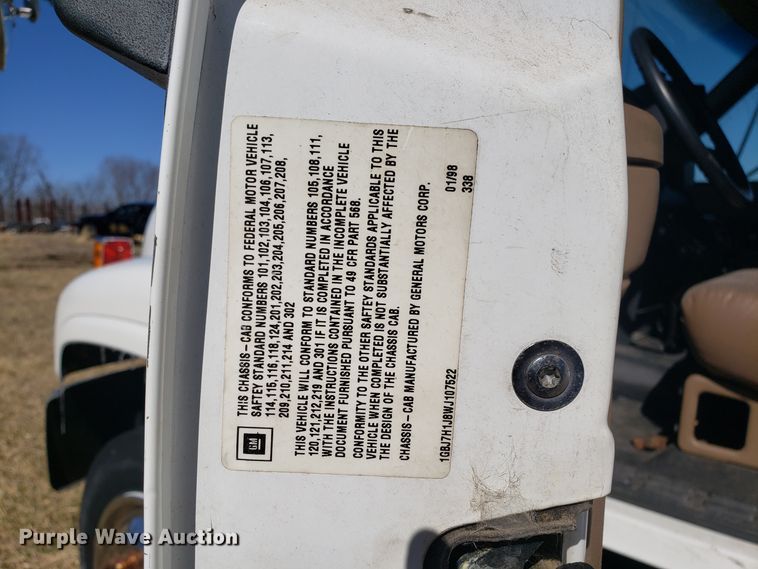 THIS CHASSIS-CAB CONFORMS TO FEDERAL MOTOR VEHICLE
SAFTEY STANDARD NUMBERS 101,102,103,104,106,107,113,
114,115,116,118,124,201,202,203,204,205,206,207,208,
209,210,211,214 AND 302
THIS VEHICLE WILL CONFORM TO STANDARD NUMBERS 105,108,111,
120,121,212,219 AND 301 IF IT IS COMPLETED IN ACCORDANCE
WITH THE INSTRUCTIONS CONTAINED IN THE INCOMPLETE VEHICLE
DOCUMENT FURNISHED PURSUANT TO 49 CFR PART 568.
CONFORMITY TO THE OTHER SAFTEY STANDARDS APPLICABLE TO THIS
VEHICLE WHEN COMPLETED IS NOT SUBSTANTIALLY AFFECTED BY THE
THE DESIGN OF THE CHASSIS CAB.
CHASSIS-CAB MANUFACTURED BY GENERAL MOTORS CORP.
01/98
1GBJ7H1J8WJ107522
338
GM
Purple Wave Auction